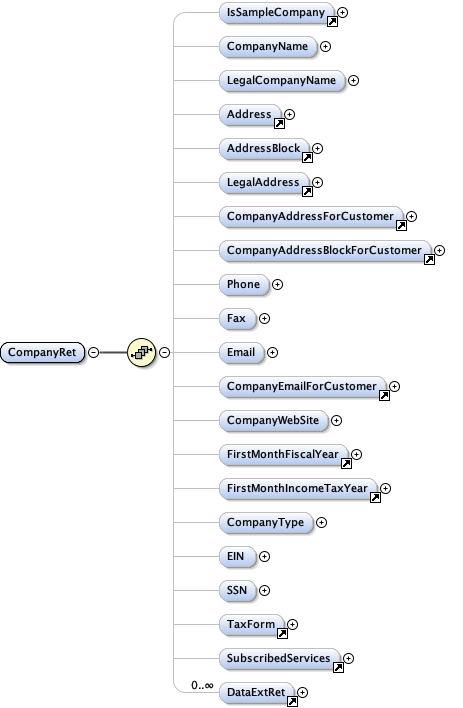 IsSampleCompany
CompanyName
LegalCompanyName
Address
AddressBlock
LegalAddress
CompanyAddressForCustomer
CompanyAddressBlockForCustomer
Phone
Fax
CompanyRet
Email
CompanyEmailForCustomer
CompanyWebSite
FirstMonthFiscalYear
FirstMonthIncomeTaxYear
CompanyType
EIN
SSN
TaxForm
SubscribedServices
0..∞
DataExtRet